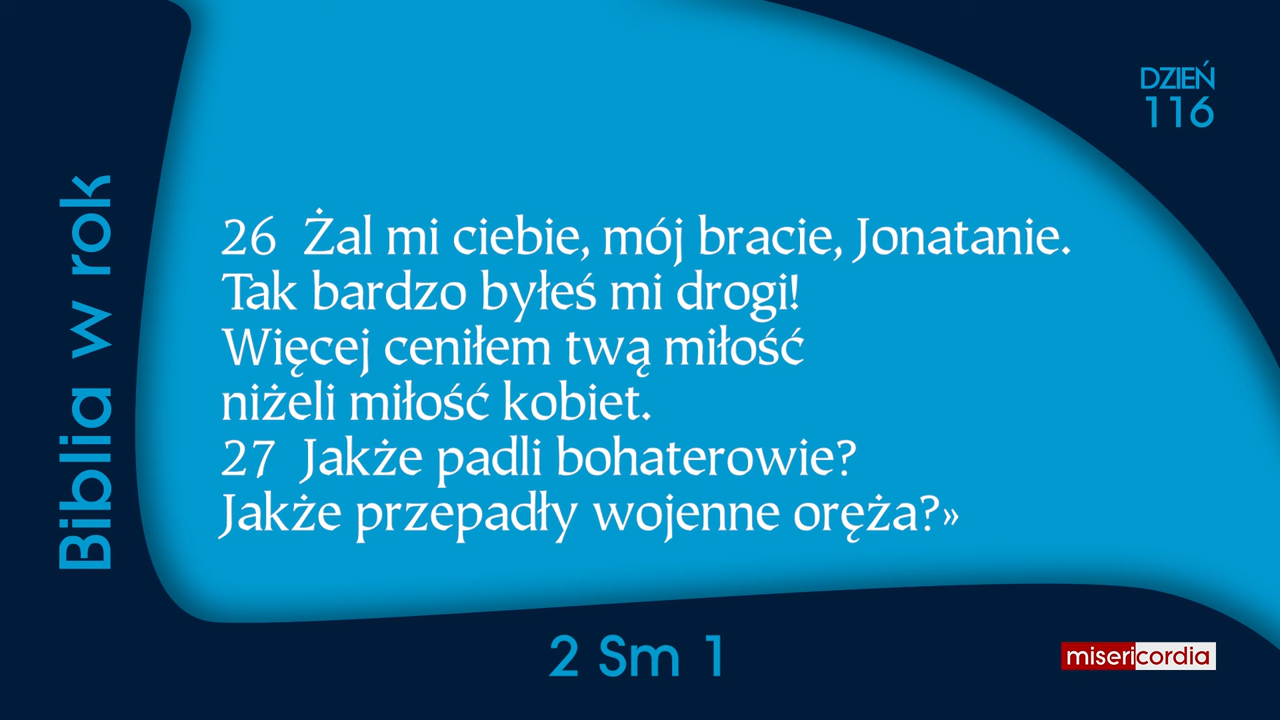 DZIEŃ
116
Biblia w rok
26 Żal mi ciebie, mój bracie, Jonatanie.
Tak bardzo byłeś mi drogi!
Więcej ceniłem twą miłość
niżeli miłość kobiet.
27 Jakże padli bohaterowie?
Jakże przepadły wojenne oręża?»
2 Sm 1
misericordia